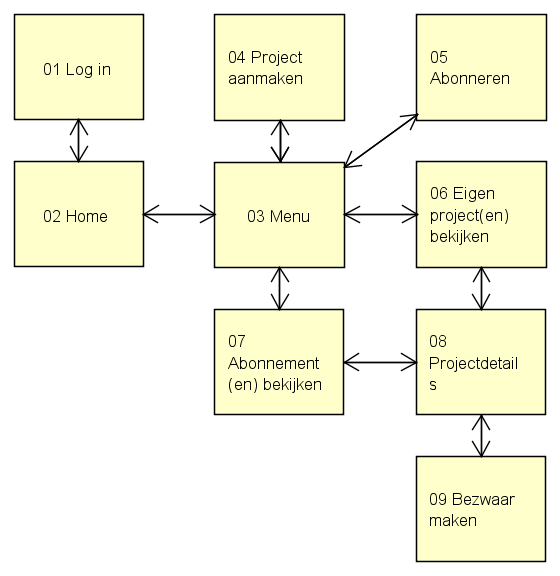 01 Log in
04 Project
aanmaken
05
Abonneren
02 Home
03 Menu
06 Eigen
project(en)
bekijken
07
Abonnement
(en) bekijken
08
Projectdetail
s
09 Bezwaar
maken